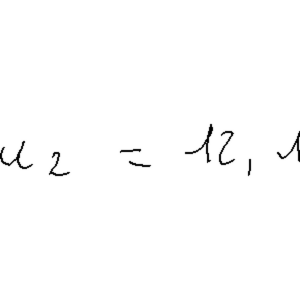 u₂ = 12,1